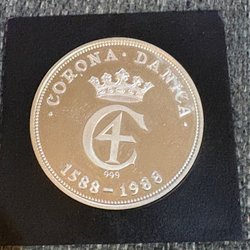 · CORONA · DANICA ·
C4
999
1588-1988